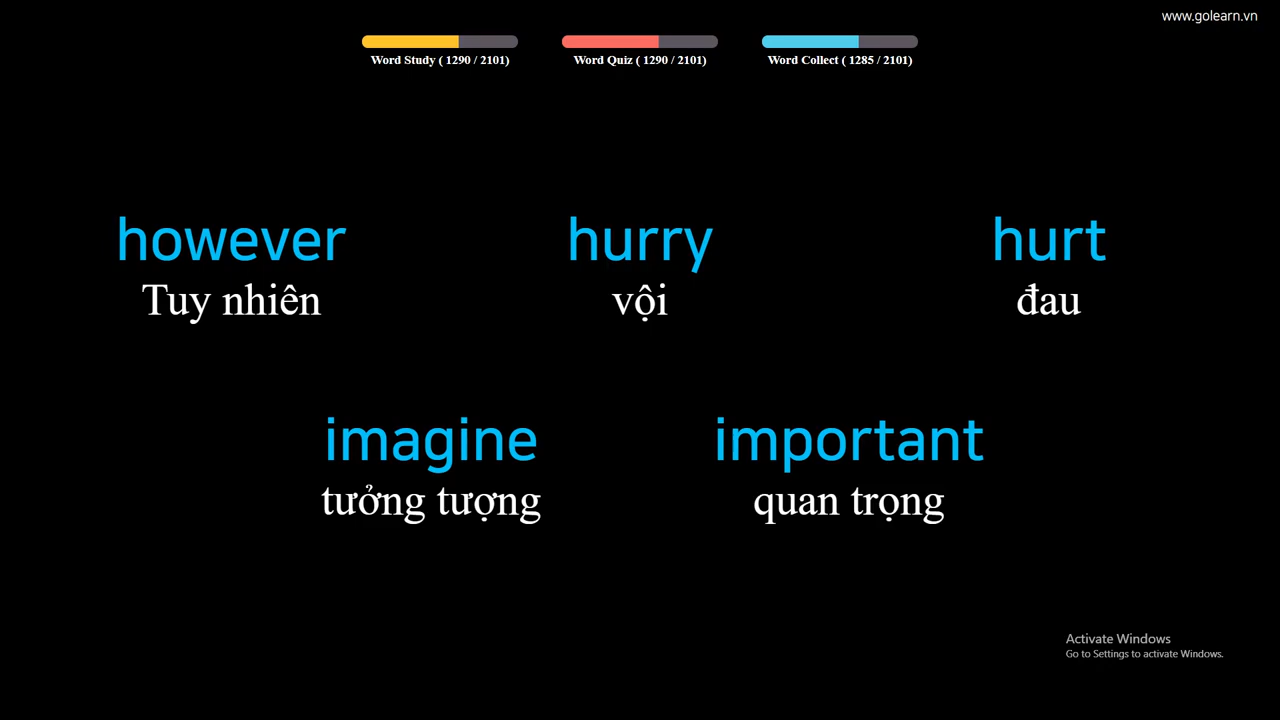 www.golearn.vn
Word Study ( 1290 / 2101)
Word Quiz ( 1290 / 2101)
Word Collect ( 1285 / 2101)
however
hurry
hurt
Tuy nhiên
vội
đau
imagine
important
tưởng tượng
quan trọng
Activate Windows
Go to Settings to activate Windows.